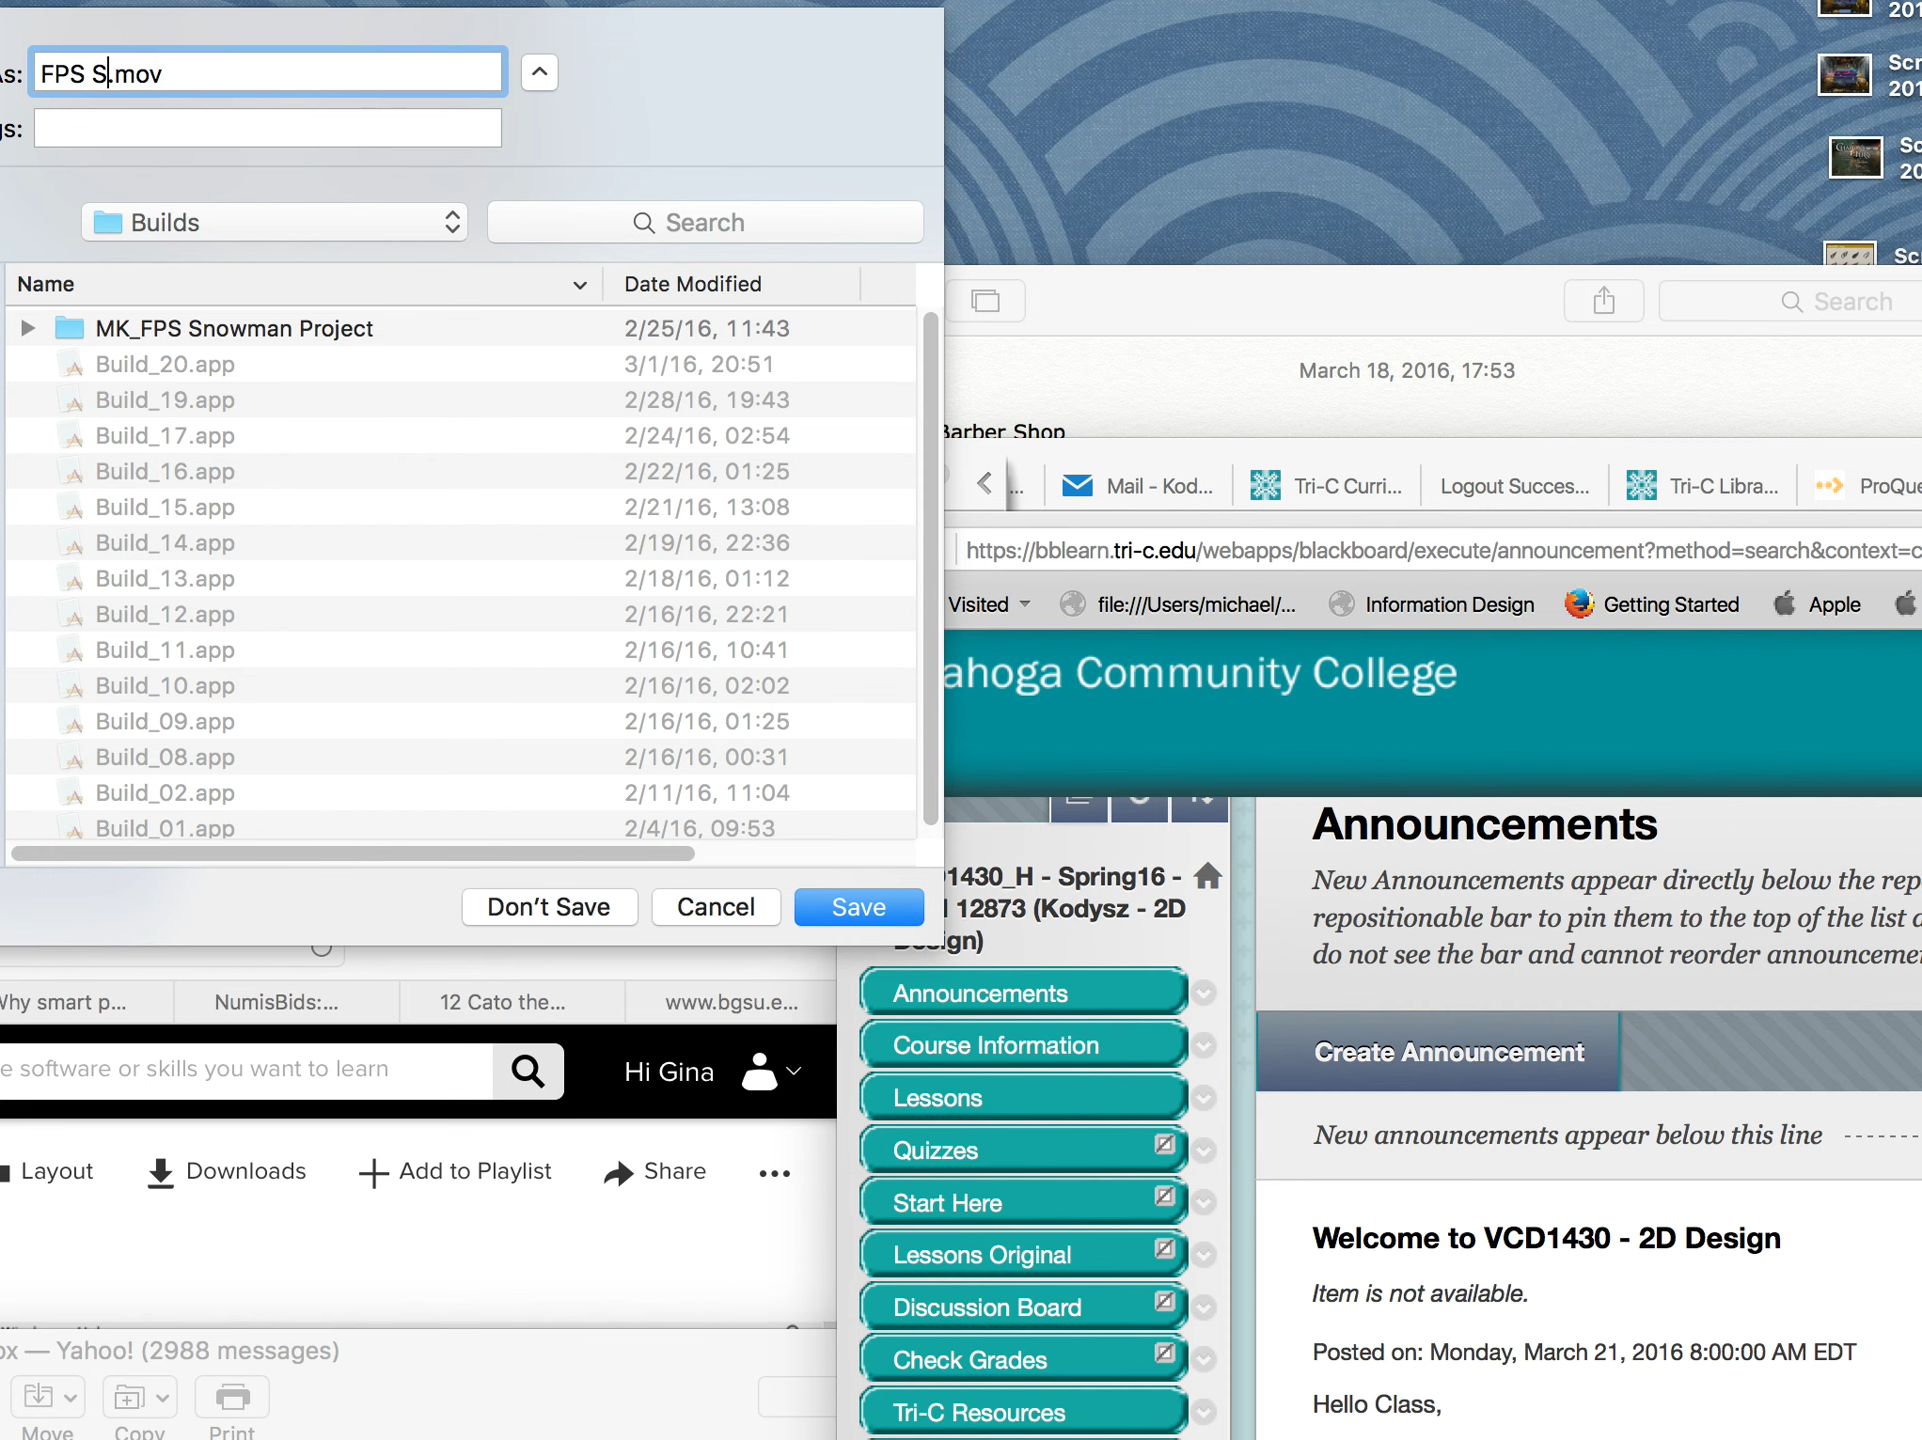 As:
FPS S.mov
gs:
Builds
Search
Name
Date Modified
MK_FPS Snowman Project
2/25/16, 11:43
Build_20.app
3/1/16, 20:51
Build_19.app
2/28/16, 19:43
Build_17.app
2/24/16, 02:54
Build_16.app
2/22/16, 01:25
Build_15.app
2/21/16, 13:08
Build_14.app
2/19/16, 22:36
Build_13.app
2/18/16, 01:12
Build_12.app
2/16/16, 22:21
Build_11.app
2/16/16, 10:41
Build_10.app
2/16/16, 02:02
Build_09.app
2/16/16, 01:25
Build_08.app
2/16/16, 00:31
Build_02.app
2/11/16, 11:04
Build_01.app
2/4/16, 09:53
Don't Save
Cancel
Save
201
Scr
201
Sc
20
Scr
Search
March 18, 2016, 17:53
Barber Shop
...
Mail - Kod...
Tri-C Curri...
Logout Succes...
Tri-C Libra...
ProQue
https://bblearn.tri-c.edu/webapps/blackboard/execute/announcement?method=search&context=c
Visited
file:///Users/michael/...
Information Design
Getting Started
Apple
ahoga Community College
1430_H - Spring16 -
12873 (Kodysz - 2D
Design)
Announcements
Course Information
Lessons
Quizzes
Start Here
Lessons Original
Discussion Board
Check Grades
Tri-C Resources
Announcements
New Announcements appear directly below the rep
repositionable bar to pin them to the top of the list a
do not see the bar and cannot reorder announcemen
Create Announcement
New announcements appear below this line
Welcome to VCD1430 - 2D Design
Item is not available.
Posted on: Monday, March 21, 2016 8:00:00 AM EDT
Hello Class,
Why smart p...
NumisBids:...
12 Cato the...
www.bgsu.e...
e software or skills you want to learn
Hi Gina
Layout
Downloads
Add to Playlist
Share
ox — Yahoo! (2988 messages)
Move
Copy
Print